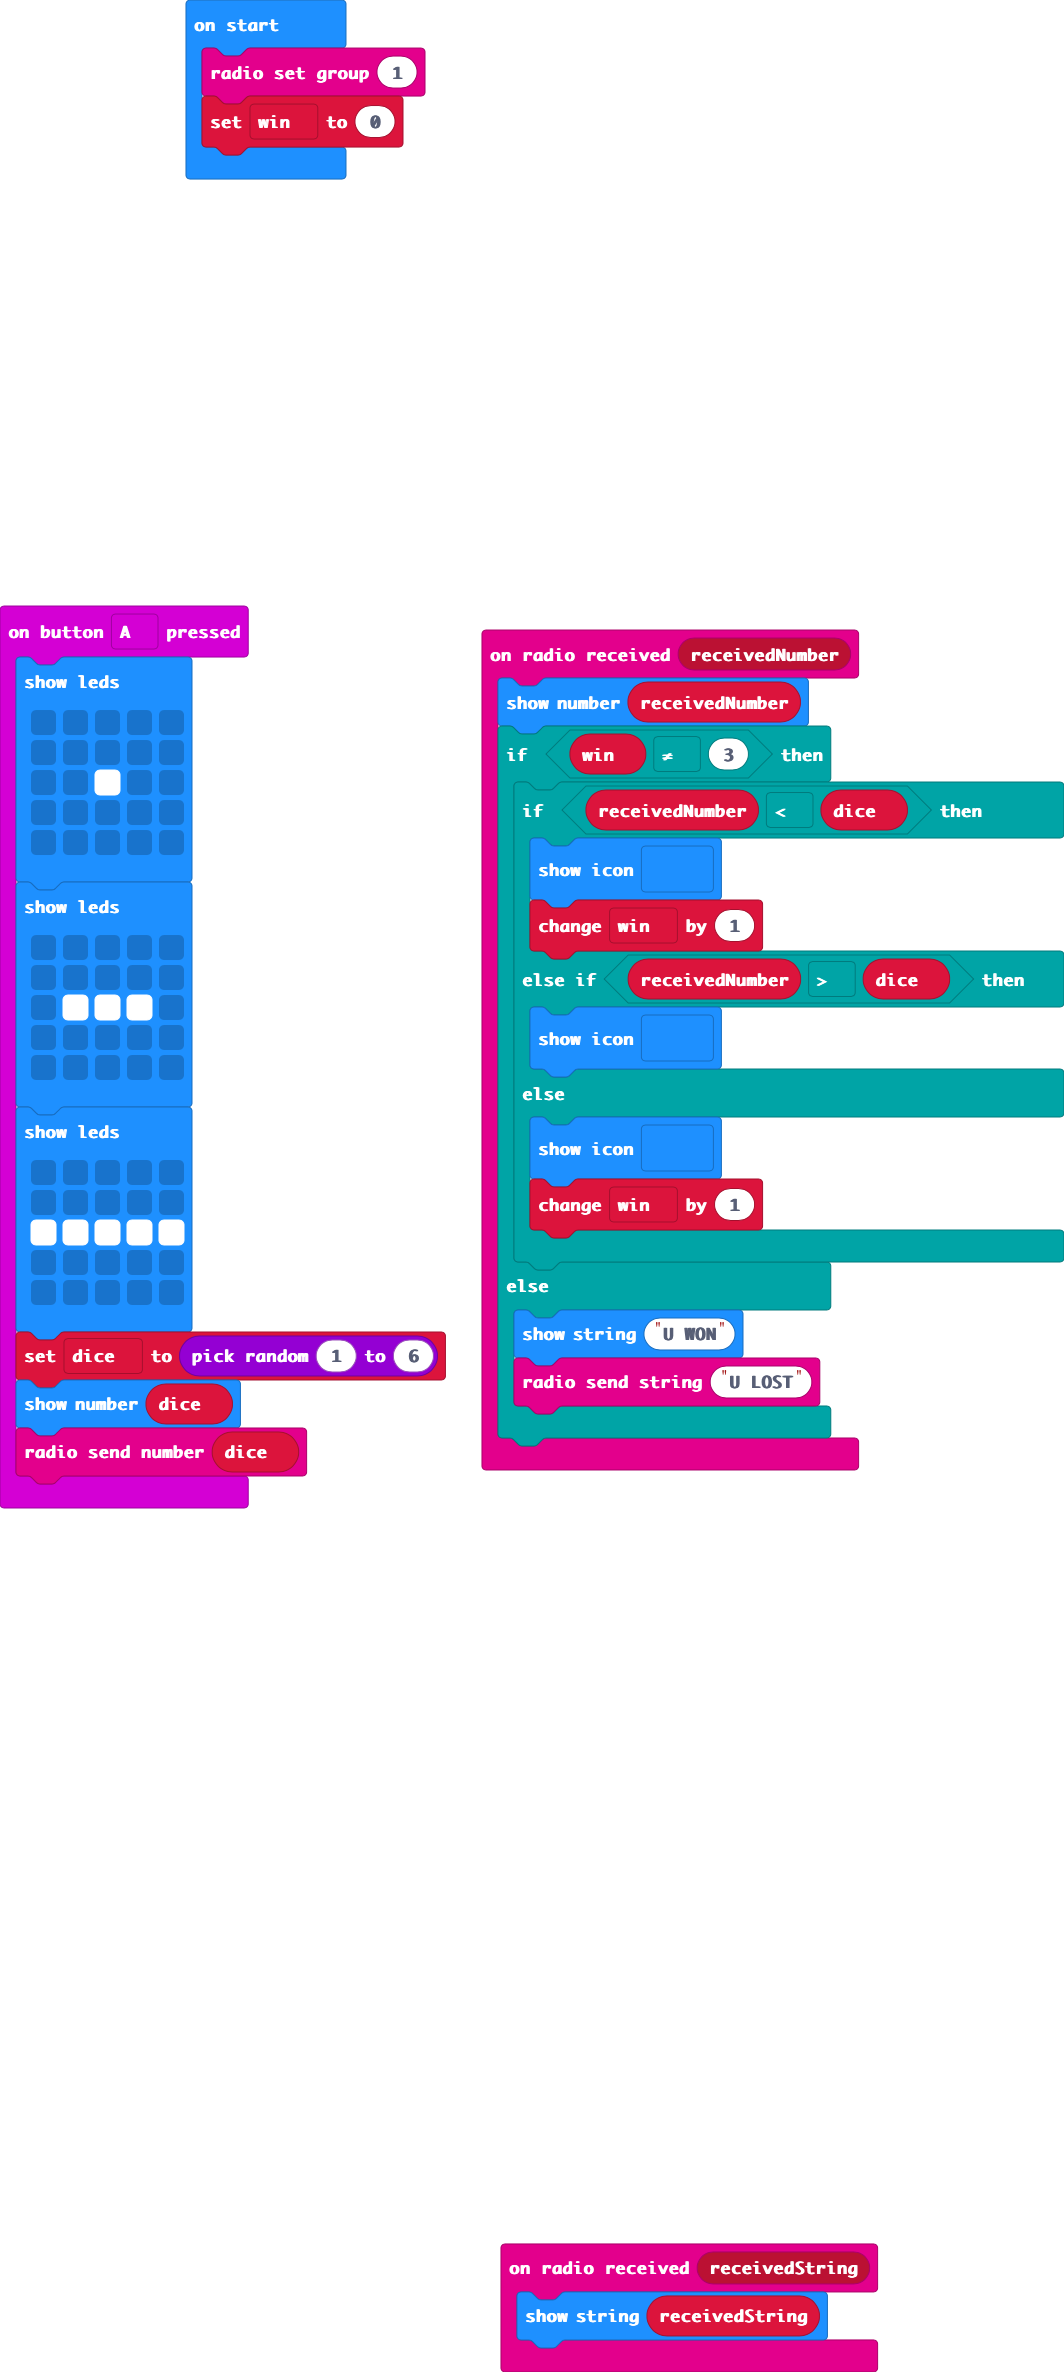 on start
radio set group 1
set win to 0
on button A pressed
show leds
show leds
show leds
set dice to pick random 1 to 6
show number dice
radio send number dice
on radio received receivedNumber
show number receivedNumber
if win ≠ 3 then
if receivedNumber < dice then
show icon
change win by 1
else if receivedNumber > dice then
show icon
else
show icon
change win by 1
else
show string "U WON"
radio send string "U LOST"
on radio received receivedString
show string receivedString